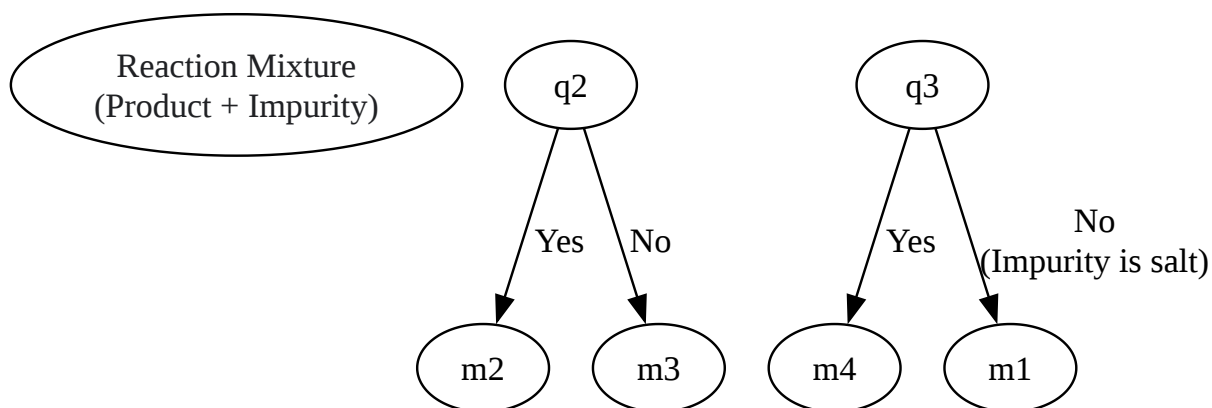 Reaction Mixture
(Product + Impurity)
q2
q3
Yes
No
Yes
No
(Impurity is salt)
m2
m3
m4
m1